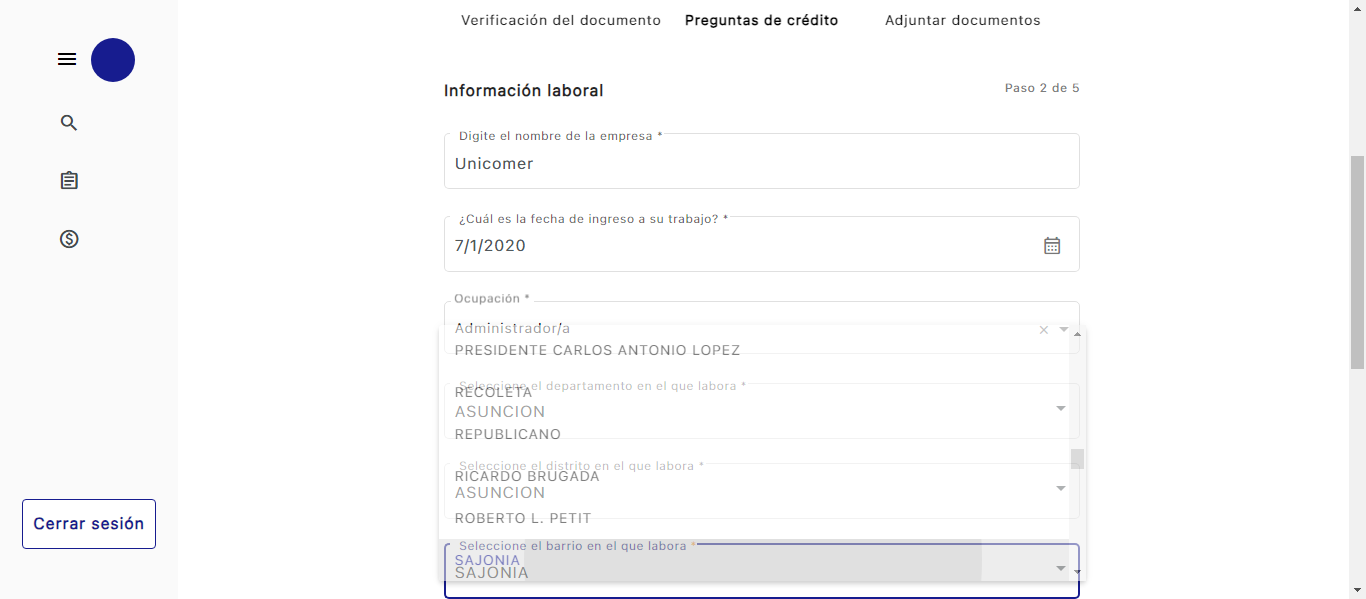 Verificación del documento Preguntas de crédito Adjuntar documentos
Información laboral Paso 2 de 5
Digite el nombre de la empresa *
Unicomer
¿Cuál es la fecha de ingreso a su trabajo? *
7/1/2020
Ocupación *
Administrador/a
PRESIDENTE CARLOS ANTONIO LOPEZ
Seleccione el departamento en el que labora *
RECOLETA
ASUNCION
REPUBLICANO
Seleccione el distrito en el que labora *
RICARDO BRUGADA
ASUNCION
ROBERTO L. PETIT
Cerrar sesión
Seleccione el barrio en el que labora *
SAJONIA
SAJONIA